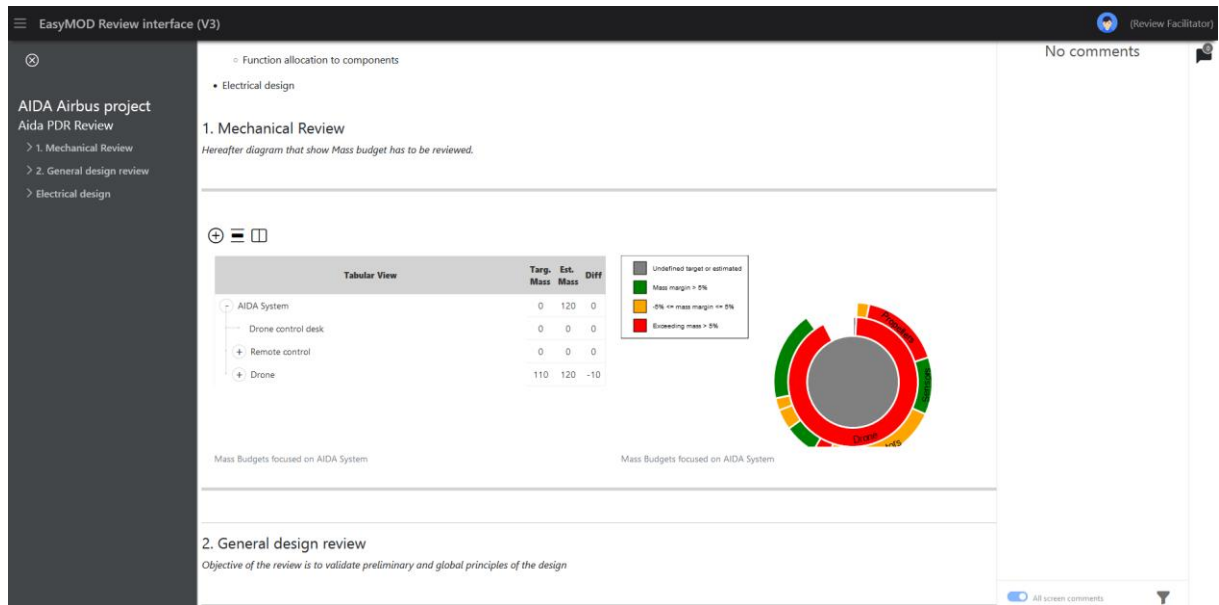 EasyMOD Review interface (V3)
(Review Facilitator)
AIDA Airbus project
Aida PDR Review
1. Mechanical Review
2. General design review
Electrical design
Function allocation to components
Electrical design
1. Mechanical Review
Hereafter diagram that show Mass budget has to be reviewed.
Tabular View Targ. Mass Est. Mass Diff
AIDA System 0 120 0
Drone control desk 0 0 0
Remote control 0 0 0
Drone 110 120 -10
Mass Budgets focused on AIDA System
Undefined target or estimated
Mass margin > 5%
-5% <= mass margin <= 5%
Exceeding mass > 5%
Propellers
Sensors
Drone
Mass Budgets focused on AIDA System
2. General design review
Objective of the review is to validate preliminary and global principles of the design
No comments
0
All screen comments